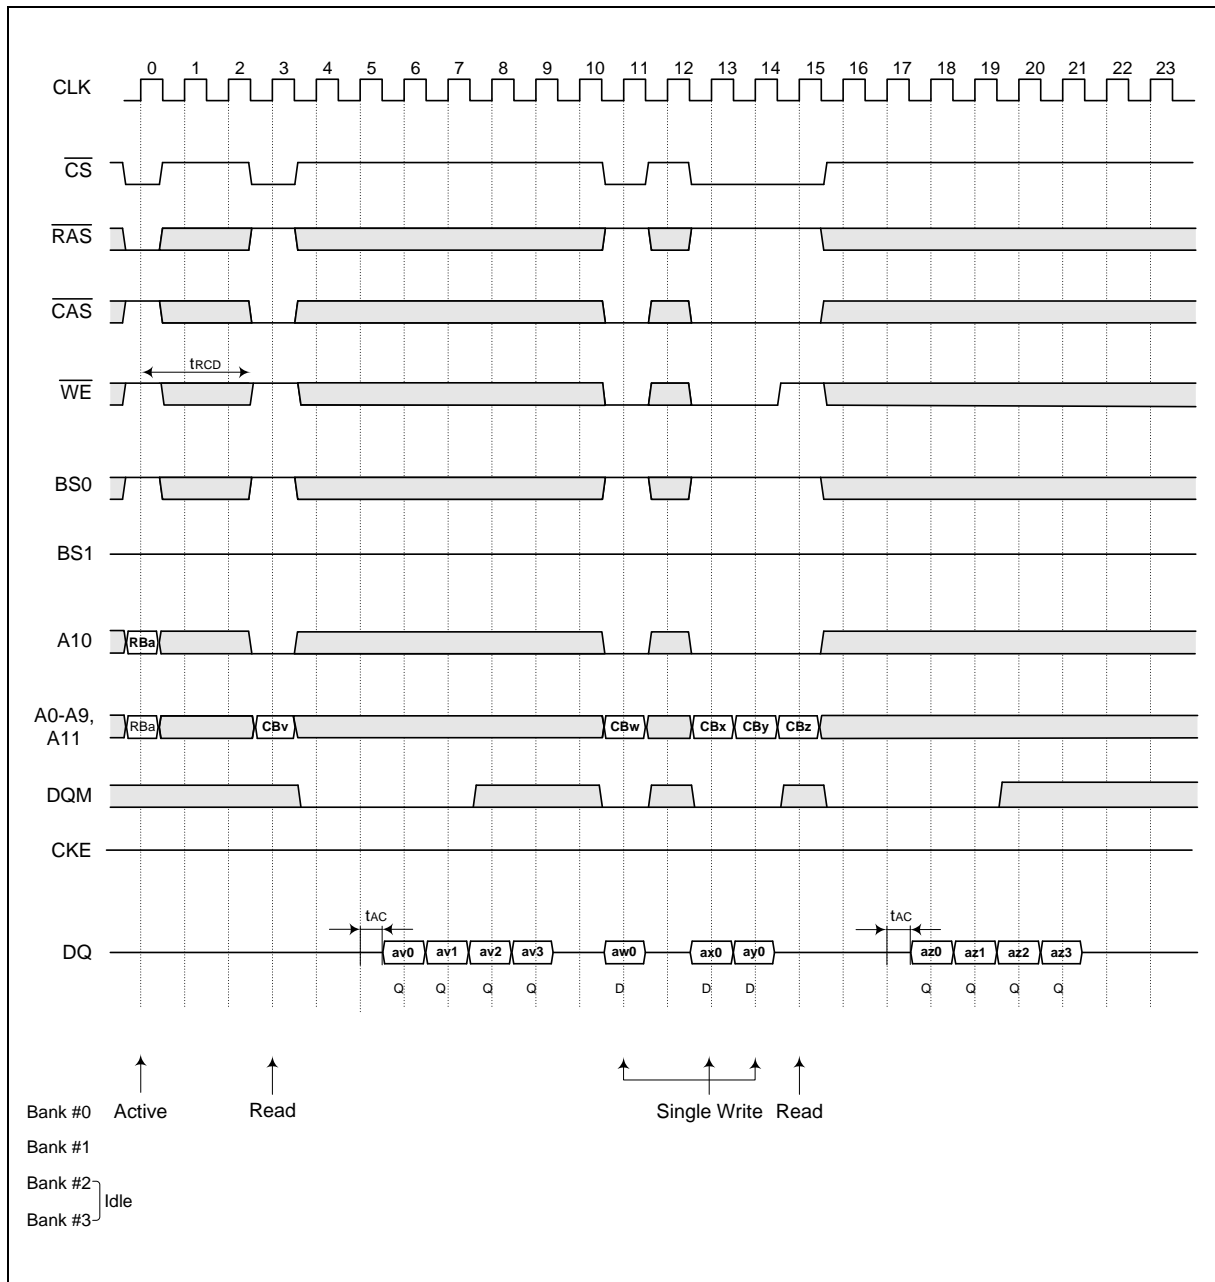 0 1 2 3 4 5 6 7 8 9 10 11 12 13 14 15 16 17 18 19 20 21 22 23
CLK
CS
RAS
CAS
tRCD
WE
BS0
BS1
A10 RBa
A0-A9, RBa CBv CBw CBx CBy CBz
A11
DQM
CKE
tAC tAC
DQ av0 av1 av2 av3 aw0 ax0 ay0 az0 az1 az2 az3
Q Q Q Q D D D Q Q Q Q
Bank #0 Active Read Single Write Read
Bank #1
Bank #2
Idle
Bank #3